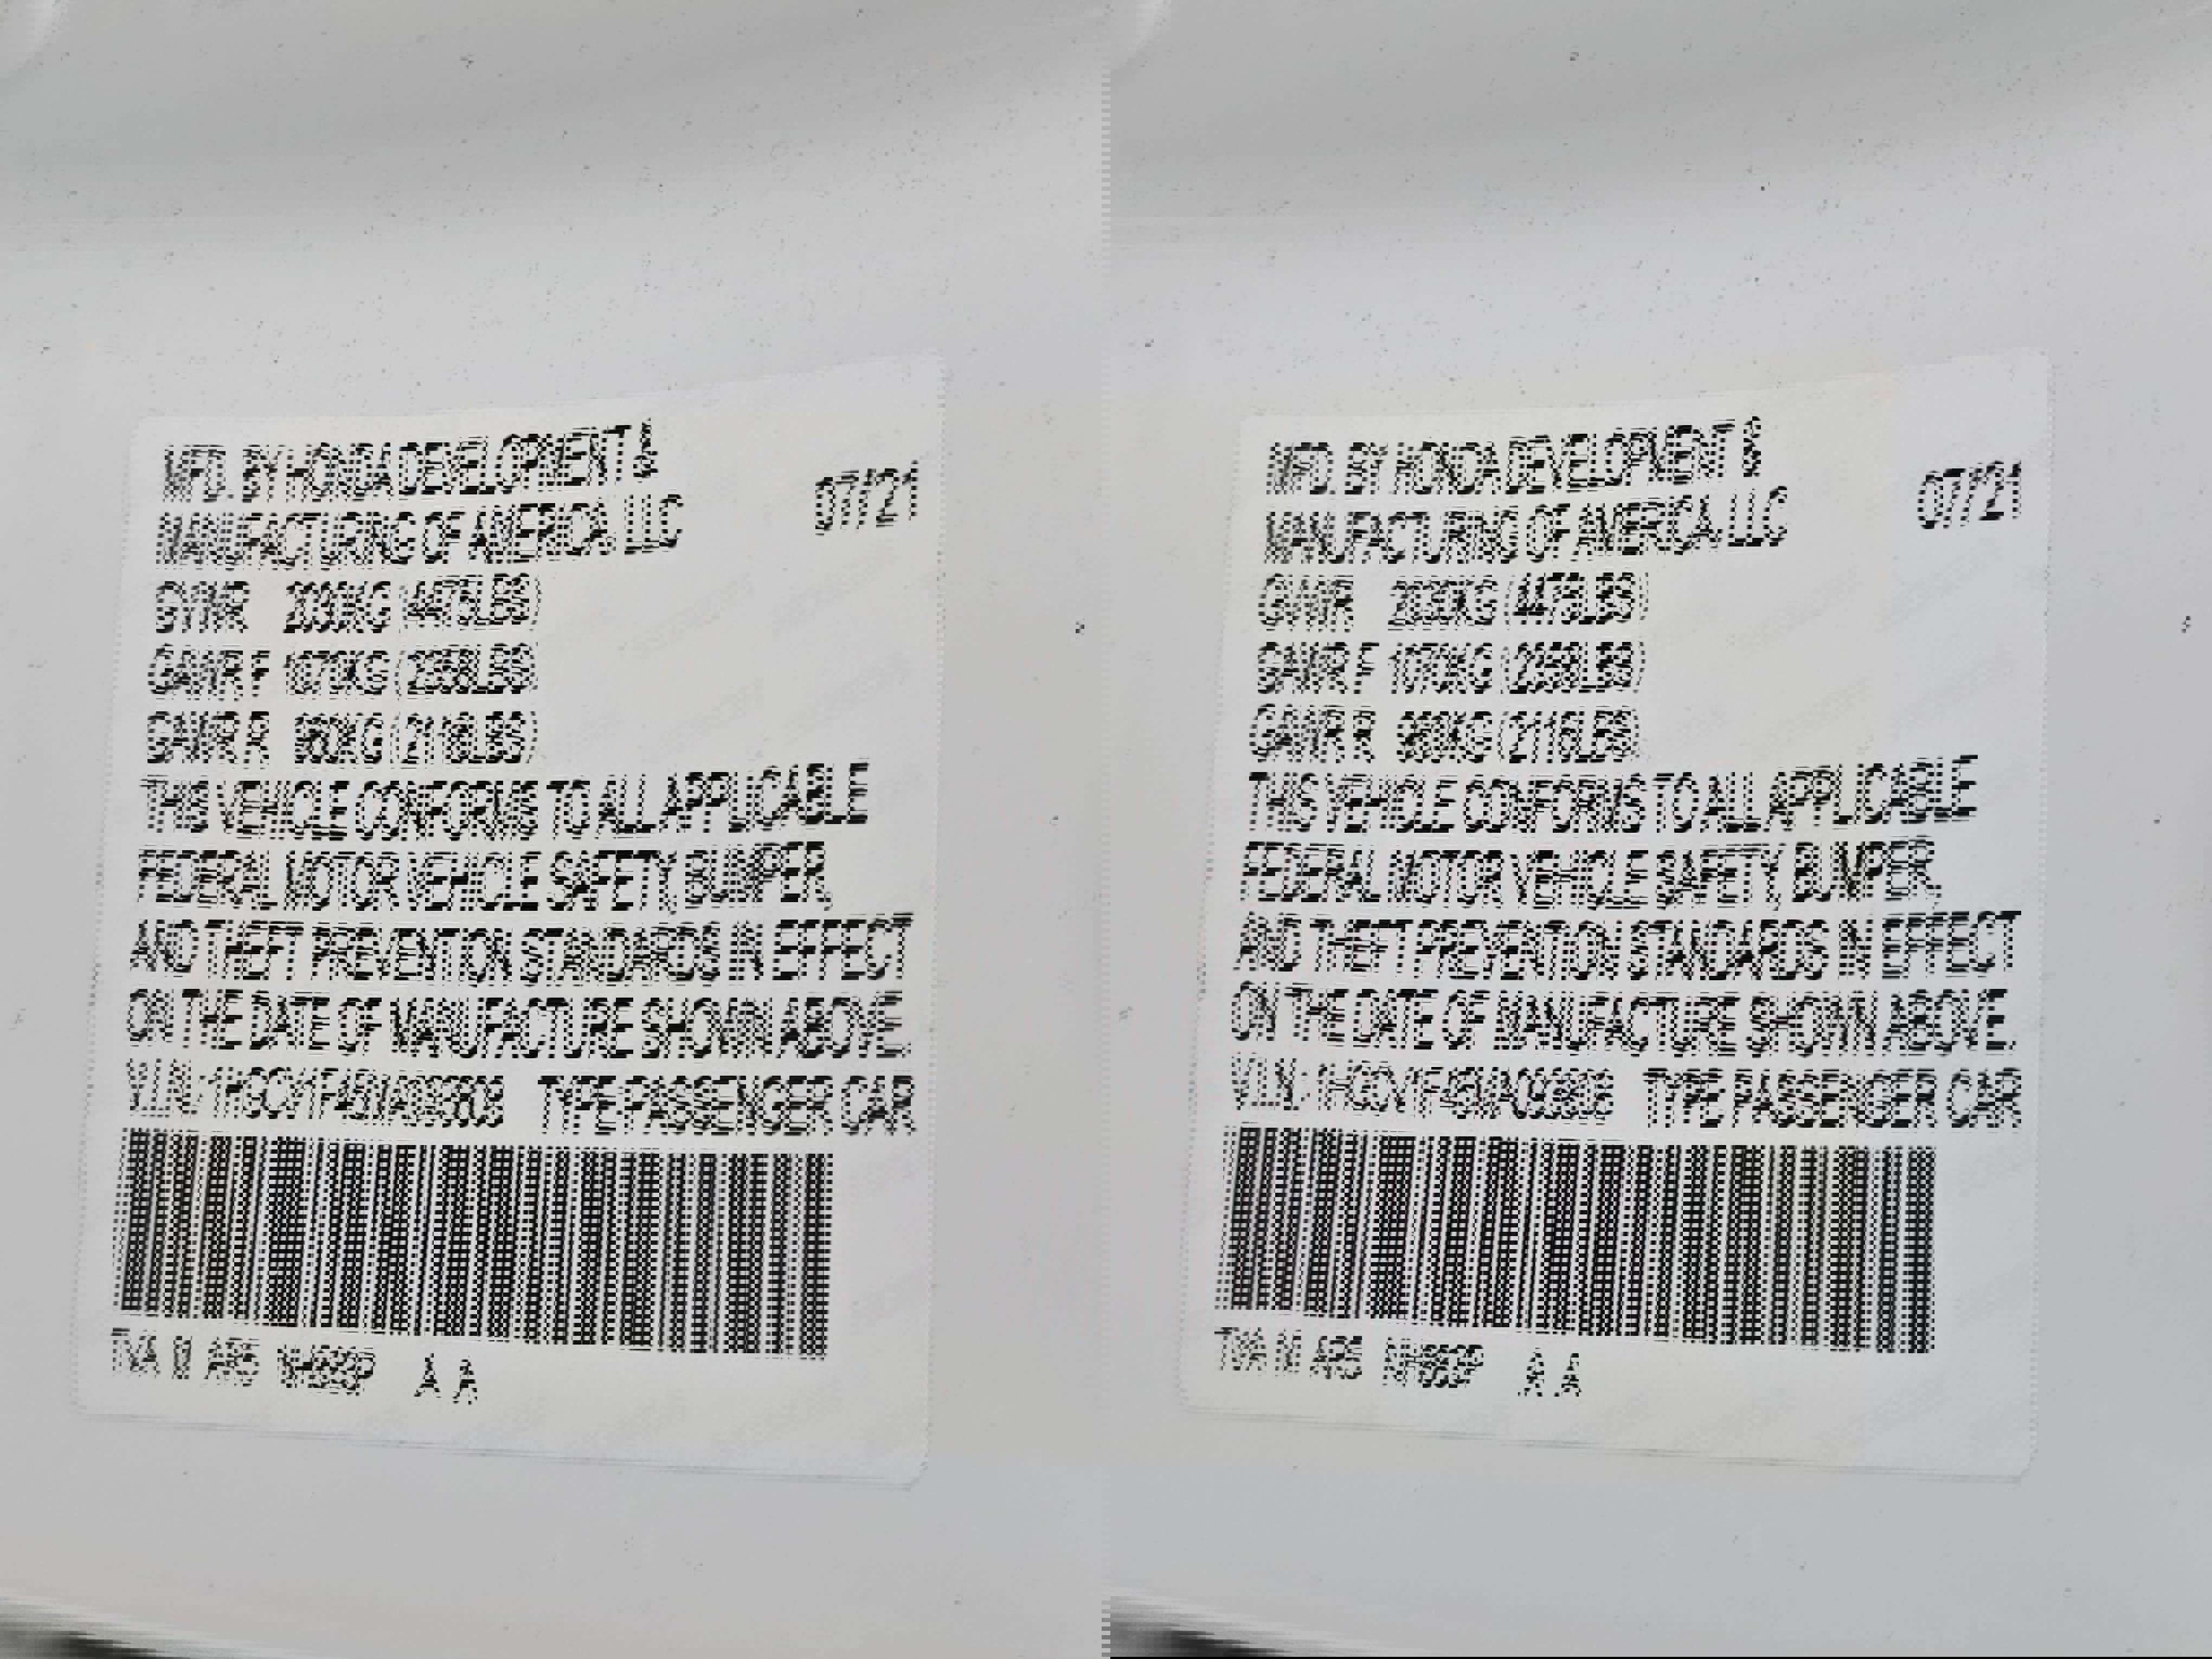 MFD. BY HONDA DEVELOPMENT &
MANUFACTURING OF AMERICA, LLC
07/21
GVWR 2030KG (4475LBS)
GAWR F 1070KG (2358LBS)
GAWR R 960KG (2116LBS)
THIS VEHICLE CONFORMS TO ALL APPLICABLE
FEDERAL MOTOR VEHICLE SAFETY, BUMPER,
AND THEFT PREVENTION STANDARDS IN EFFECT
ON THE DATE OF MANUFACTURE SHOWN ABOVE.
V.I.N.: TYPE:PASSENGER CAR
TVA M AR5 A A
MFD. BY HONDA DEVELOPMENT &
MANUFACTURING OF AMERICA, LLC
07/21
GVWR 2030KG (4475LBS)
GAWR F 1070KG (2358LBS)
GAWR R 960KG (2116LBS)
THIS VEHICLE CONFORMS TO ALL APPLICABLE
FEDERAL MOTOR VEHICLE SAFETY, BUMPER,
AND THEFT PREVENTION STANDARDS IN EFFECT
ON THE DATE OF MANUFACTURE SHOWN ABOVE.
V.I.N.: TYPE:PASSENGER CAR
TVA M AR5 A A